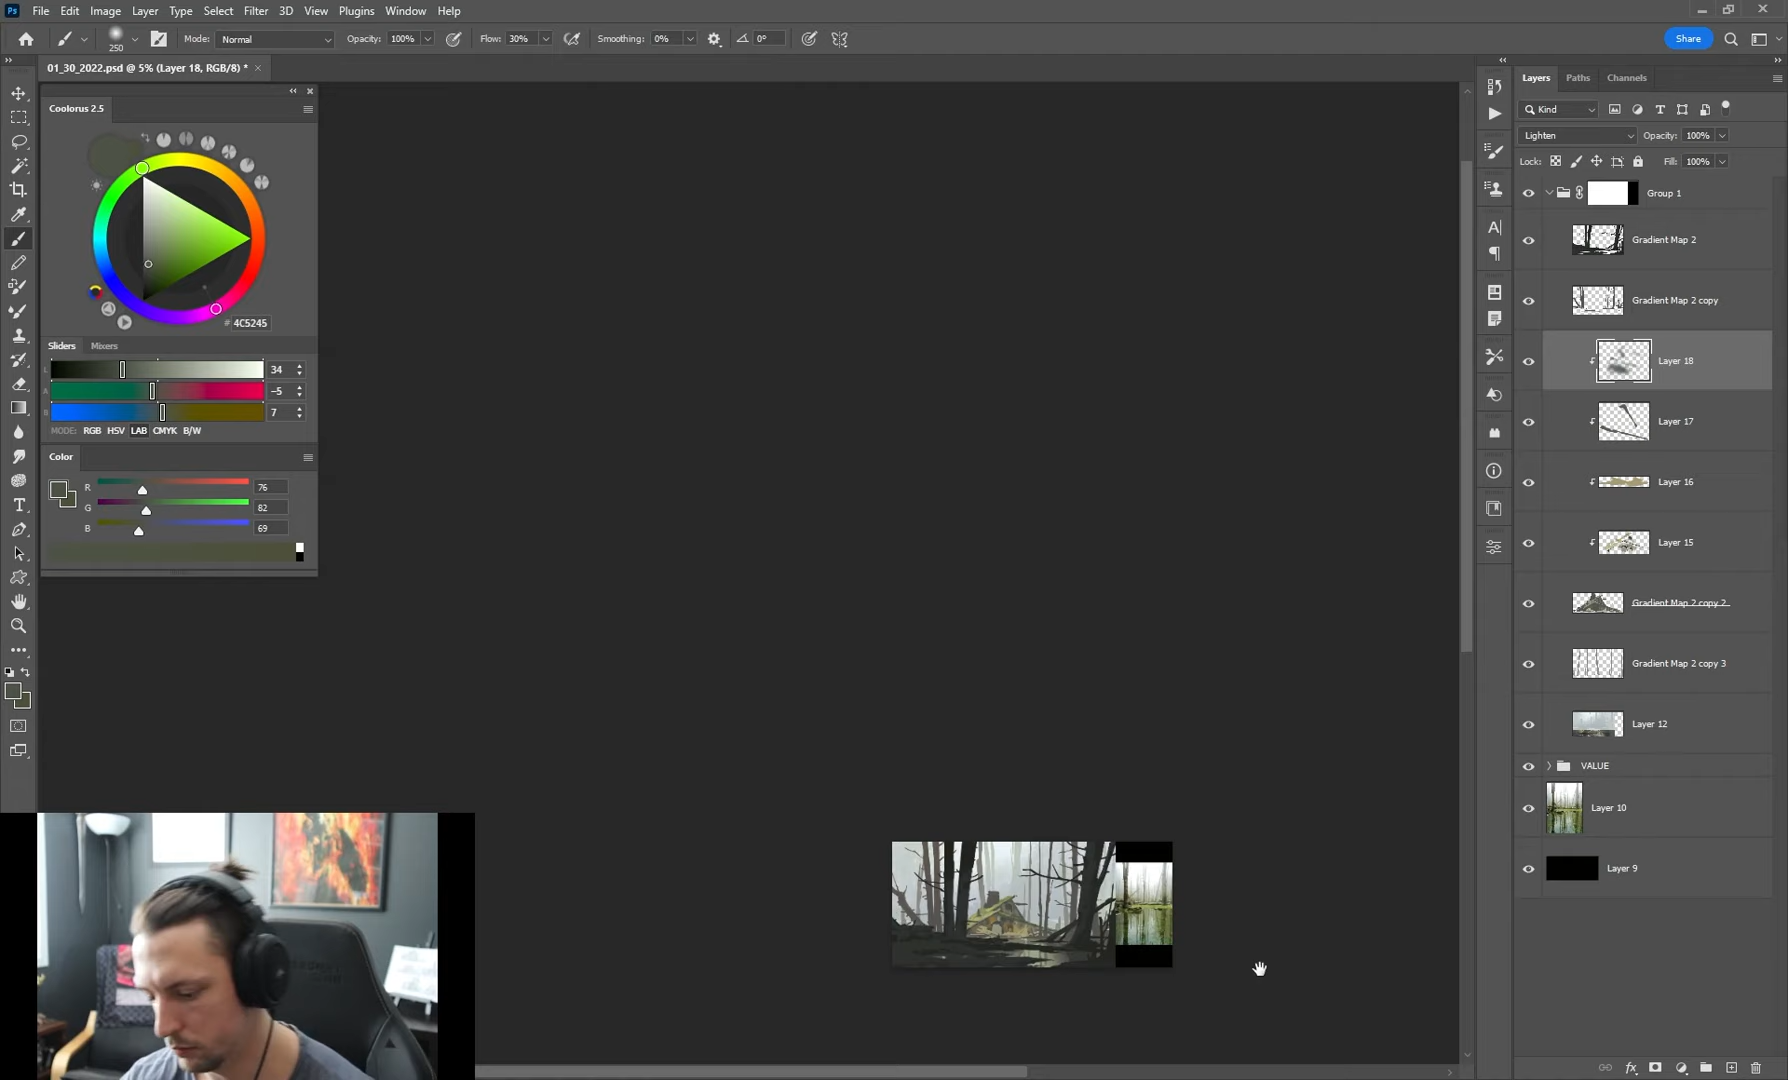 Ps File Edit Image Layer Type Select Filter 3D View Plugins Window Help
250 Mode: Normal Opacity: 100% Flow: 30% Smoothing: 0% 0° Share
01_30_2022.psd @ 5% (Layer 18, RGB/8) * ×
Coolorus 2.5
# 4C5245
Sliders Mixers
L 34
A -5
B 7
MODE: RGB HSV LAB CMYK B/W
Color
R 76
G 82
B 69
Layers Paths Channels
Kind
Lighten Opacity: 100%
Lock: Fill: 100%
Group 1
Gradient Map 2
Gradient Map 2 copy
Layer 18
Layer 17
Layer 16
Layer 15
Gradient Map 2 copy 2
Gradient Map 2 copy 3
Layer 12
VALUE
Layer 10
Layer 9
fx